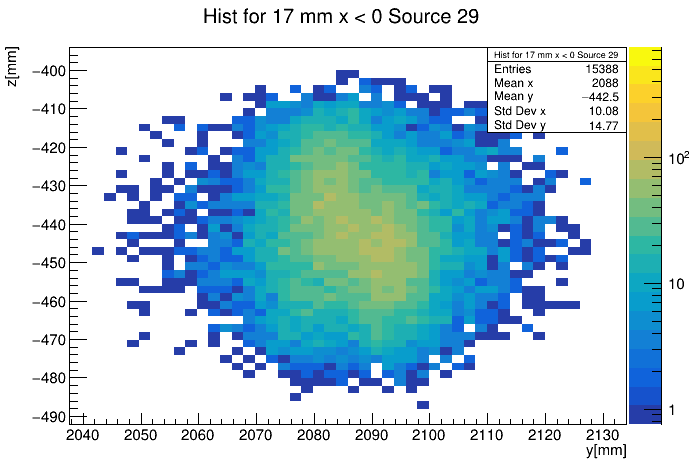 Hist for 17 mm x < 0 Source 29
z[mm]
Hist for 17 mm x < 0 Source 29
Entries 15388
Mean x 2088
Mean y −442.5
Std Dev x 10.08
Std Dev y 14.77
−400
−410
−420
−430
−440
−450
−460
−470
−480
−490
10²
10
1
2040 2050 2060 2070 2080 2090 2100 2110 2120 2130
y[mm]